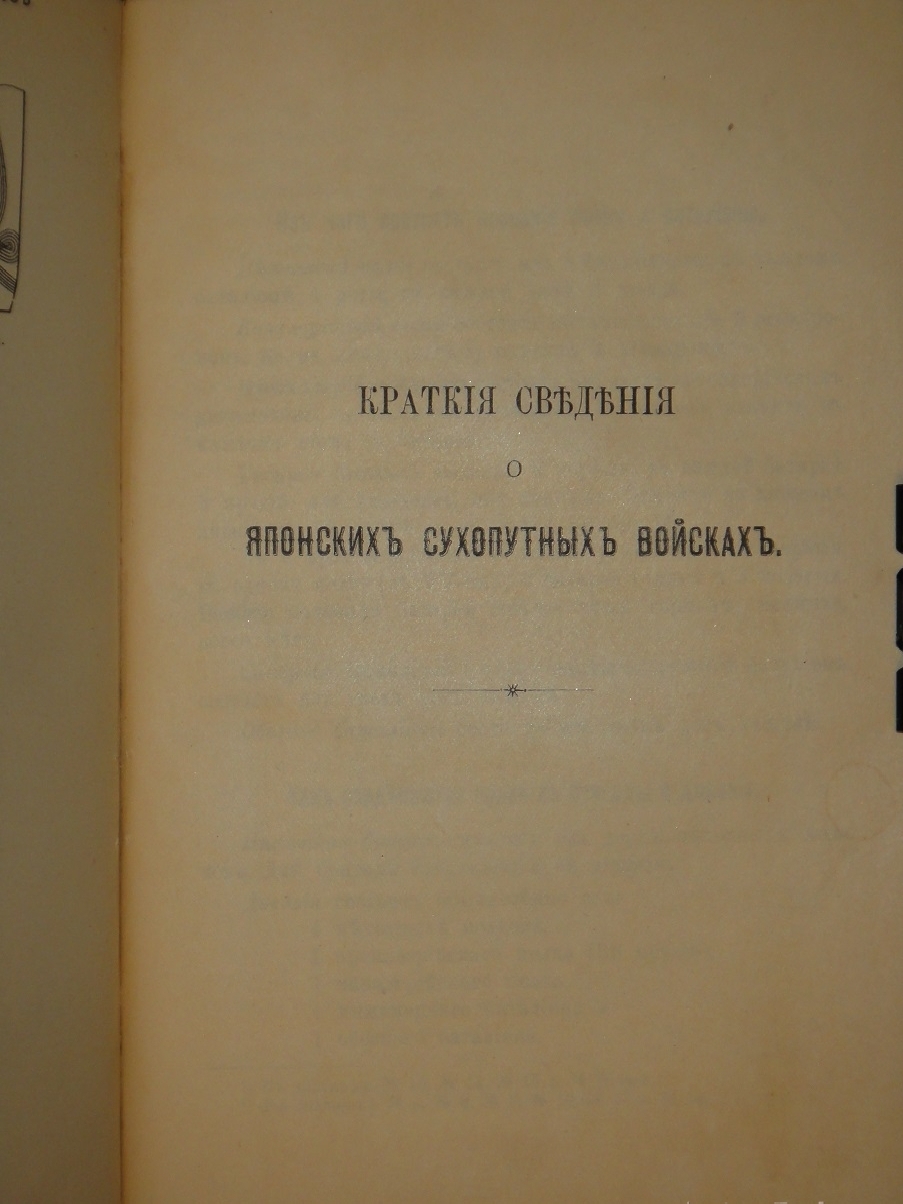 КРАТКІЯ СВѢДѢНІЯ
О
ЯПОНСКИХЪ СУХОПУТНЫХЪ ВОЙСКАХЪ.